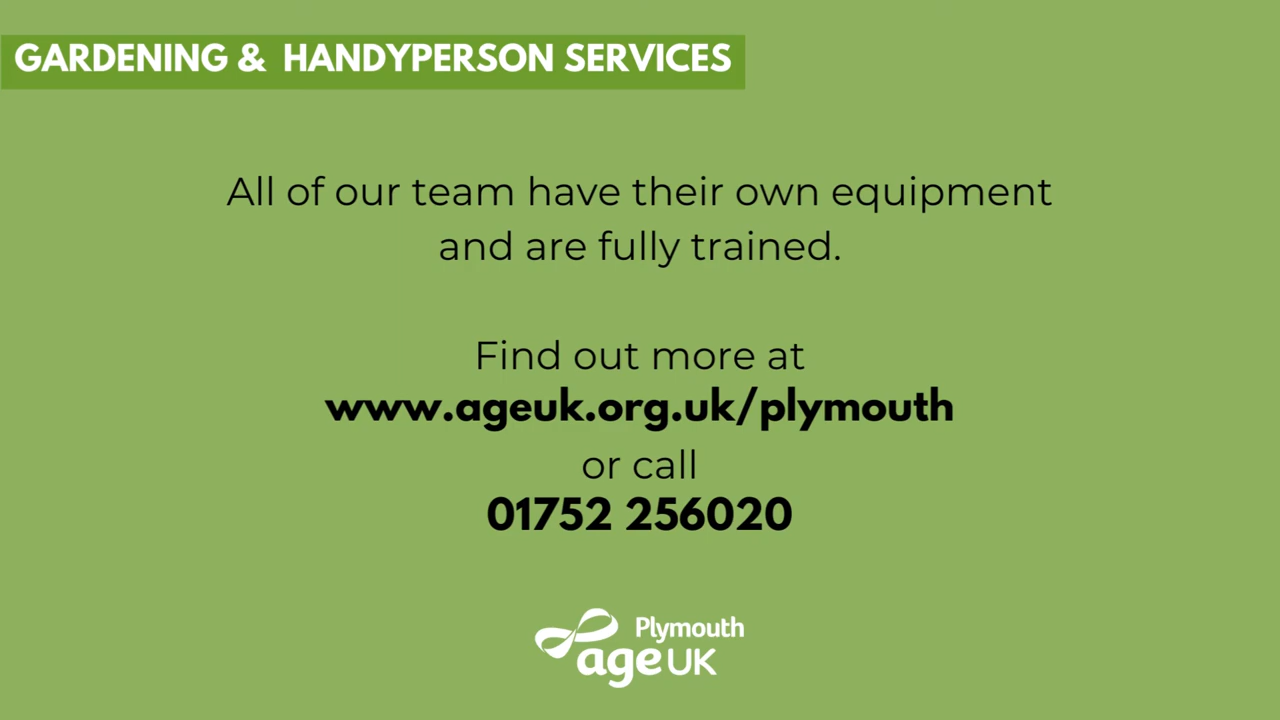 GARDENING & HANDYPERSON SERVICES
All of our team have their own equipment
and are fully trained.
Find out more at
www.ageuk.org.uk/plymouth
or call
01752 256020
Plymouth
age UK